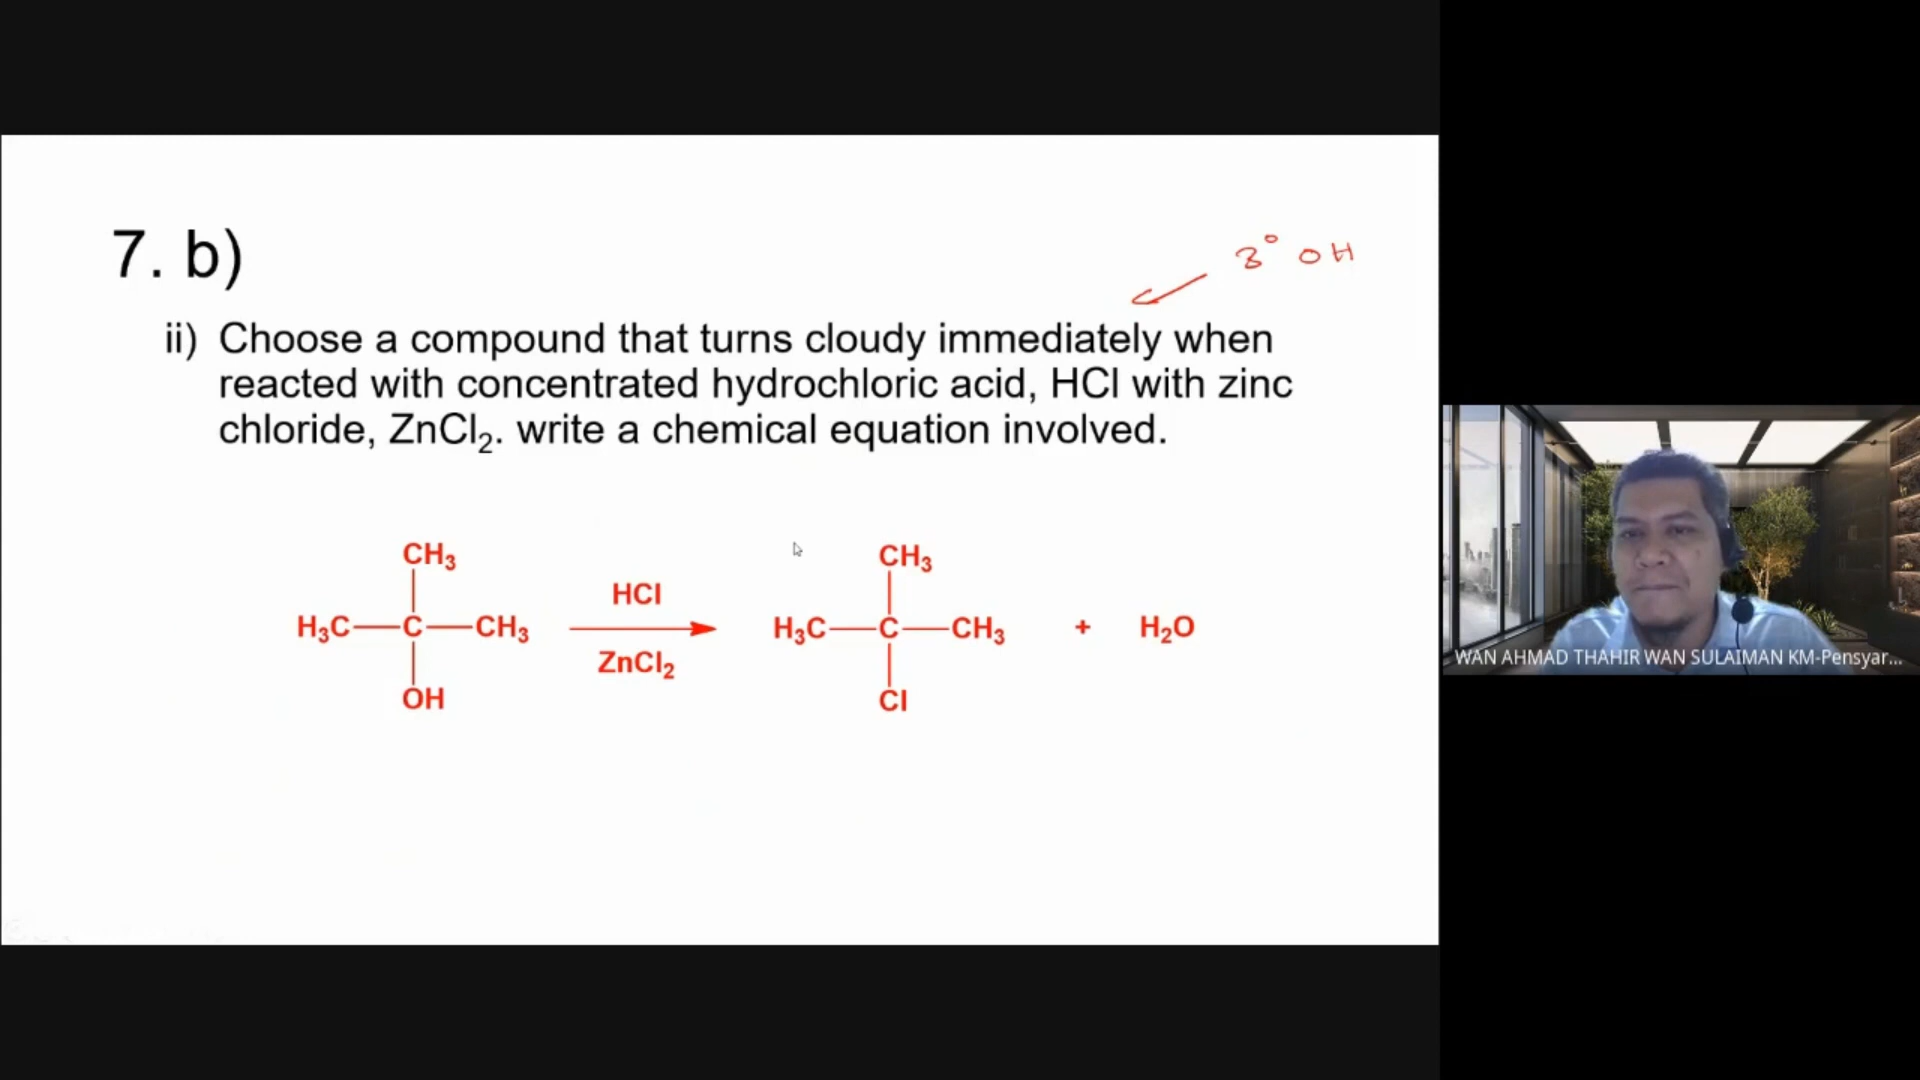 7. b)
3° OH
ii) Choose a compound that turns cloudy immediately when
reacted with concentrated hydrochloric acid, HCl with zinc
chloride, ZnCl₂. write a chemical equation involved.
CH₃
CH₃
HCl
H₃C—C—CH₃
H₃C—C—CH₃ + H₂O
ZnCl₂
OH
Cl
WAN AHMAD THAHIR WAN SULAIMAN KM-Pensyar...